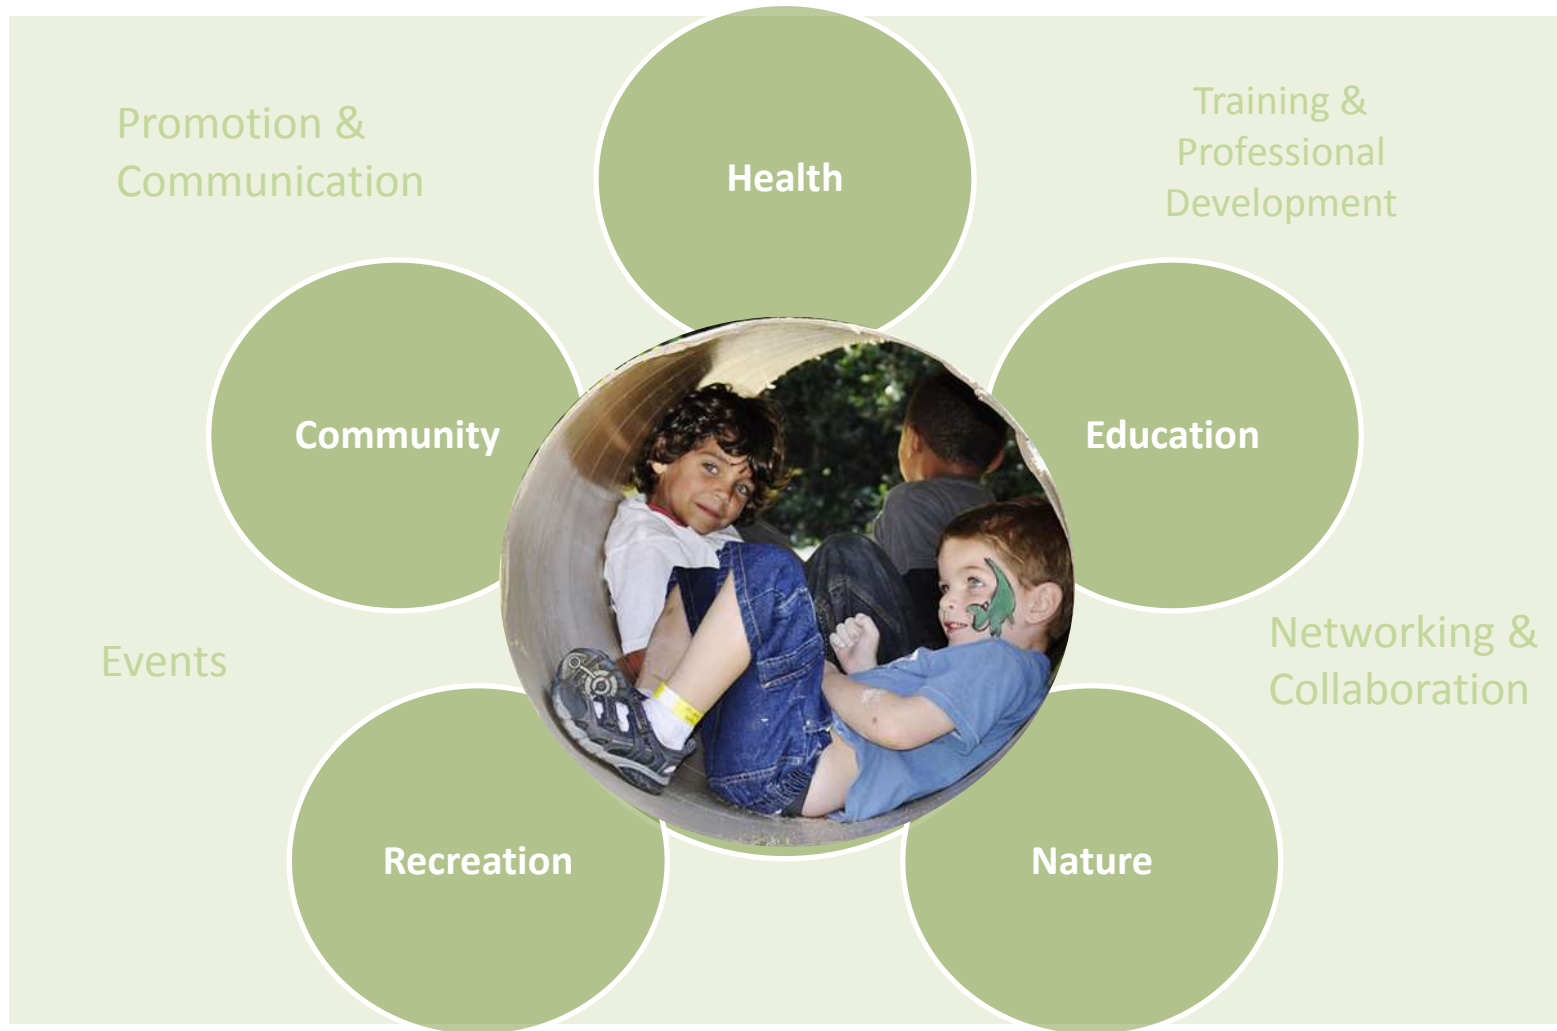 Promotion &
Communication
Health
Training &
Professional
Development
Community
Education
Events
Networking &
Collaboration
Recreation
Nature